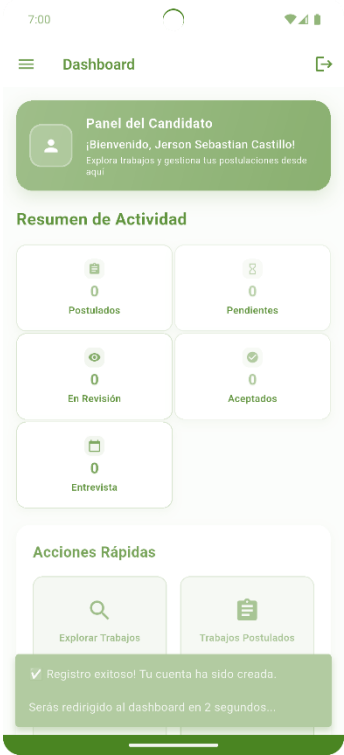 7:00
Dashboard
Panel del Candidato
¡Bienvenido, Jerson Sebastian Castillo!
Explora trabajos y gestiona tus postulaciones desde
aquí
Resumen de Actividad
0
Postulados
0
Pendientes
0
En Revisión
0
Aceptados
0
Entrevista
Acciones Rápidas
Explorar Trabajos
Trabajos Postulados
✅ Registro exitoso! Tu cuenta ha sido creada.
Serás redirigido al dashboard en 2 segundos...